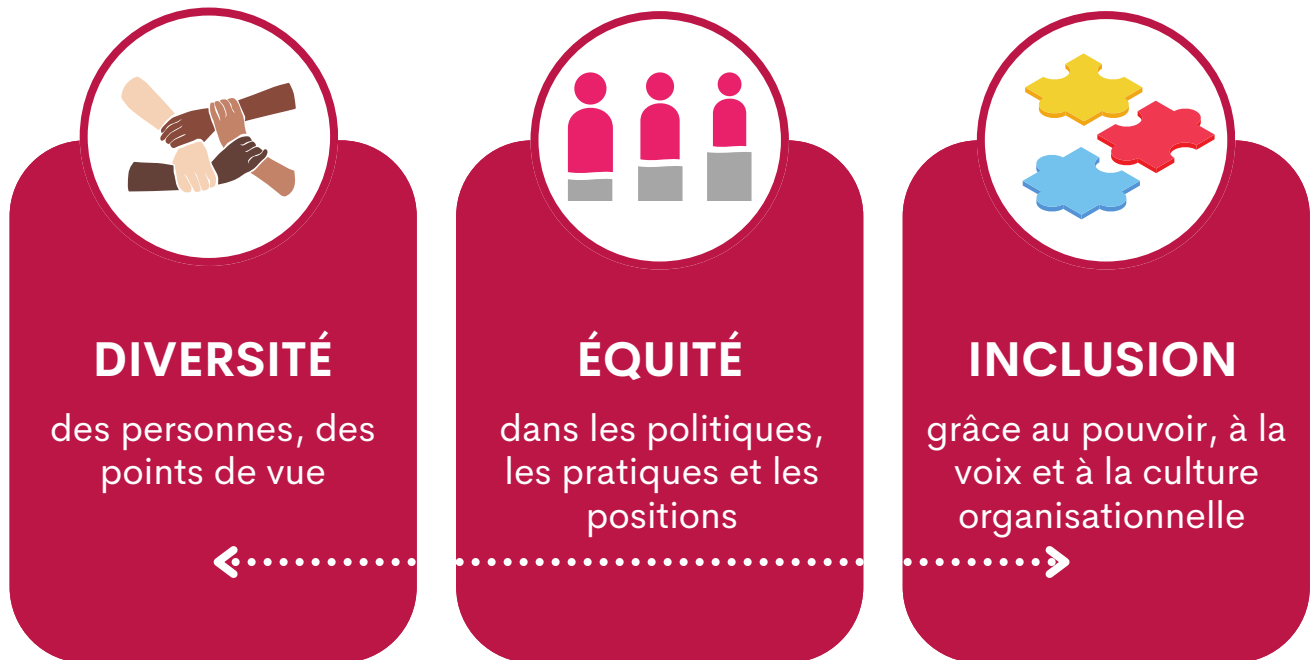 DIVERSITÉ
des personnes, des
points de vue
ÉQUITÉ
dans les politiques,
les pratiques et les
positions
INCLUSION
grâce au pouvoir, à la
voix et à la culture
organisationnelle